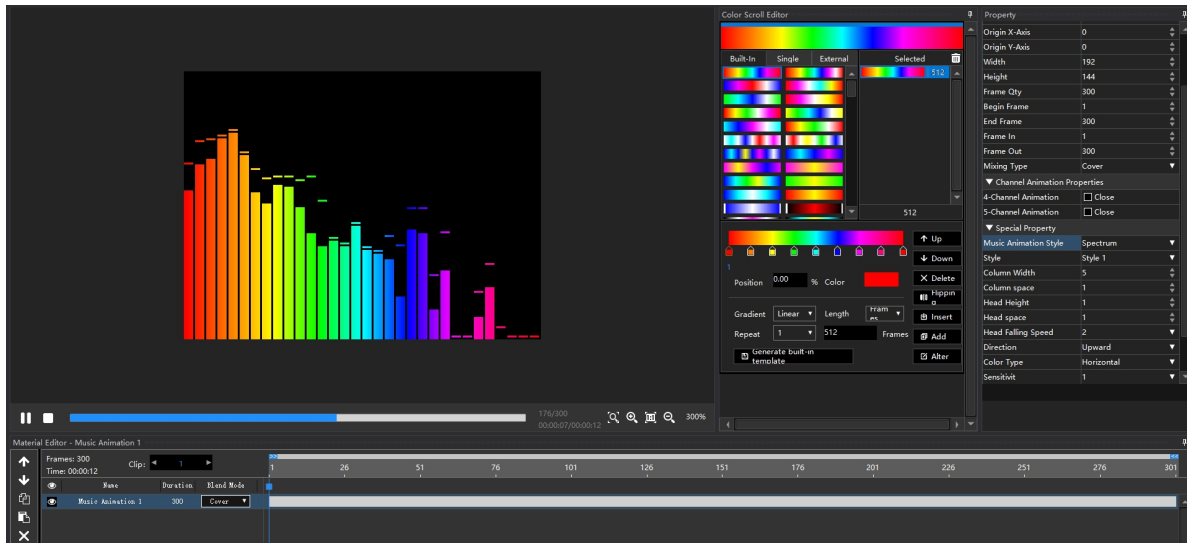 Color Scroll Editor
Built-In Single External Selected
512
512
↑ Up
↓ Down
Position 0.00 % Color
✕ Delete
Flippin
g
Gradient Linear ▼ Length Fram
es ▼
Insert
Repeat 1 ▼ 512 Frames
Add
Generate built-in
template
Alter
Property
Origin X-Axis 0
Origin Y-Axis 0
Width 192
Height 144
Frame Qty 300
Begin Frame 1
End Frame 300
Frame In 1
Frame Out 300
Mixing Type Cover ▼
▼ Channel Animation Properties
4-Channel Animation Close
5-Channel Animation Close
▼ Special Property
Music Animation Style Spectrum ▼
Style Style 1 ▼
Column Width 5
Column space 1
Head Height 1
Head space 1
Head Falling Speed 2 ▼
Direction Upward ▼
Color Type Horizontal ▼
Sensitivit 1 ▼
176/300
00:00:07/00:00:12
300%
Material Editor - Music Animation 1
Frames: 300
Time: 00:00:12
Clip: 1
1 26 51 76 101 126 151 176 201 226 251 276 301
Name Duration Blend Mode
Music Animation 1 300 Cover ▼